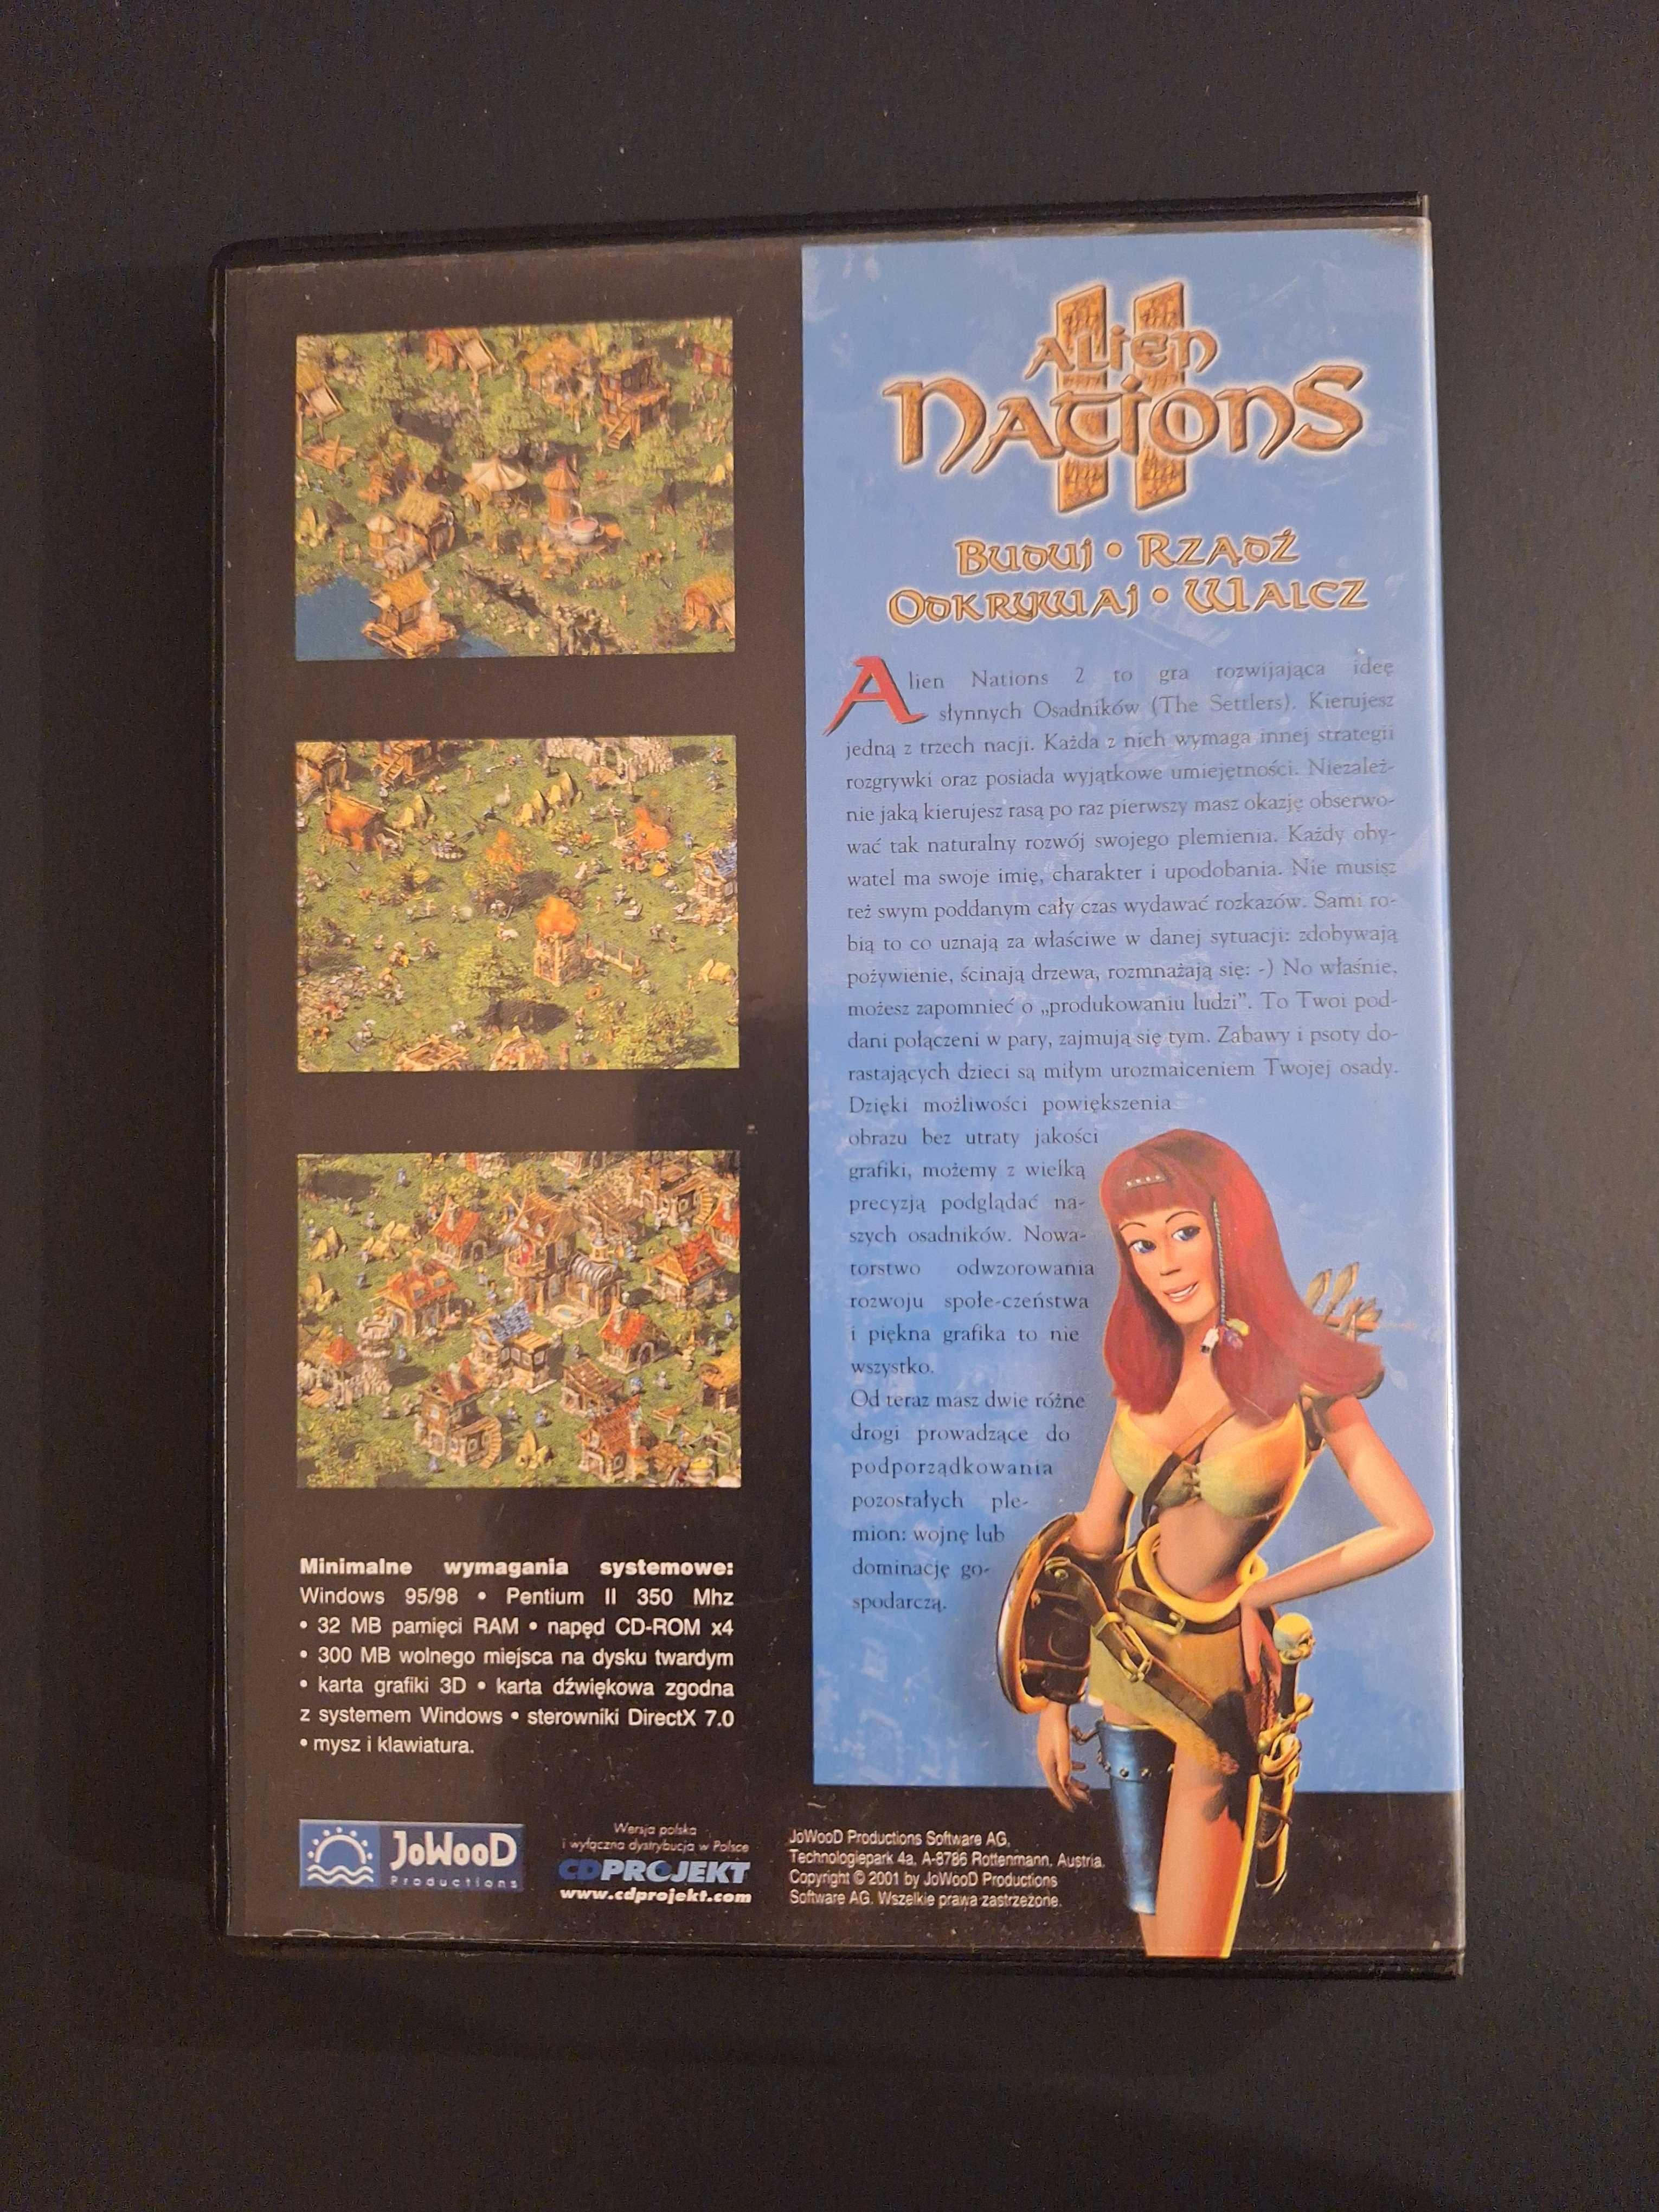 Alien
Nations
II
Buduj • Rządź
Odkrywaj • Walcz
Alien Nations 2 to gra rozwijająca ideę
słynnych Osadników (The Settlers). Kierujesz
jedną z trzech nacji. Każda z nich wymaga innej strategii
rozgrywki oraz posiada wyjątkowe umiejętności. Niezależ-
nie jaką kierujesz rasą po raz pierwszy masz okazję obserwo-
wać tak naturalny rozwój swojego plemienia. Każdy oby-
watel ma swoje imię, charakter i upodobania. Nie musisz
też swym poddanym cały czas wydawać rozkazów. Sami ro-
bią to co uznają za właściwe w danej sytuacji: zdobywają
pożywienie, ścinają drzewa, rozmnażają się: -) No właśnie,
możesz zapomnieć o „produkowaniu ludzi”. To Twoi pod-
dani połączeni w pary, zajmują się tym. Zabawy i psoty do-
rastających dzieci są miłym urozmaiceniem Twojej osady.
Dzięki możliwości powiększenia
obrazu bez utraty jakości
grafiki, możemy z wielką
precyzją podglądać na-
szych osadników. Nowa-
torstwo odwzorowania
rozwoju społe-czeństwa
i piękna grafika to nie
wszystko.
Od teraz masz dwie różne
drogi prowadzące do
podporządkowania
pozostałych ple-
mion: wojnę lub
dominację go-
spodarczą.
Minimalne wymagania systemowe:
Windows 95/98 • Pentium II 350 Mhz
• 32 MB pamięci RAM • napęd CD-ROM x4
• 300 MB wolnego miejsca na dysku twardym
• karta grafiki 3D • karta dźwiękowa zgodna
z systemem Windows • sterowniki DirectX 7.0
• mysz i klawiatura.
JoWooD
Productions
Wersja polska
i wyłączna dystrybucja w Polsce
CDPROJEKT
www.cdprojekt.com
JoWooD Productions Software AG,
Technologiepark 4a, A-8786 Rottenmann, Austria.
Copyright © 2001 by JoWooD Productions
Software AG. Wszelkie prawa zastrzeżone.